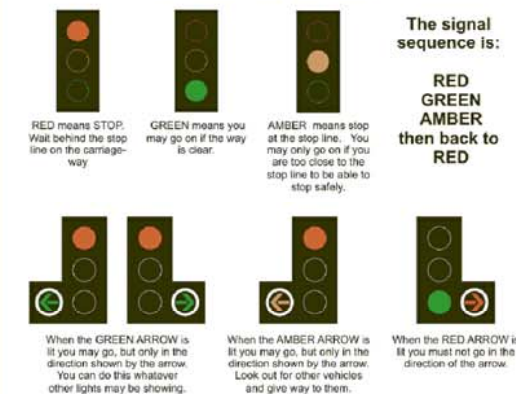 The signal
sequence is:
RED
GREEN
AMBER
then back to
RED
RED means STOP.
Wait behind the stop
line on the carriage-
way
GREEN means you
may go on if the way
is clear.
AMBER means stop
at the stop line. You
may only go on if you
are too close to the
stop line to be able to
stop safely.
When the GREEN ARROW is
lit you may go, but only in the
direction shown by the arrow.
You can do this whatever
other lights may be showing.
When the AMBER ARROW is
lit you may go, but only in the
direction shown by the arrow.
Look out for other vehicles
and give way to them.
When the RED ARROW is
lit you must not go in the
direction of the arrow.